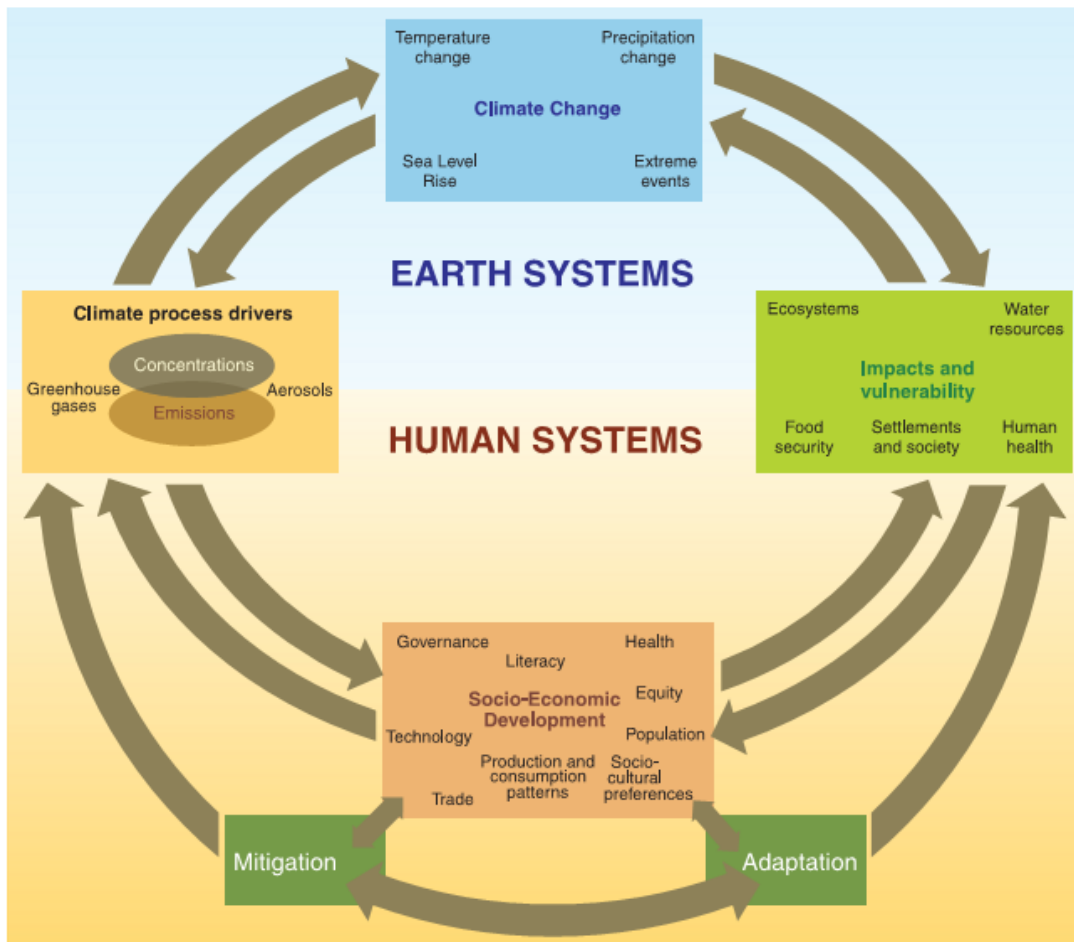 Temperature
change
Precipitation
change
Climate Change
Sea Level
Rise
Extreme
events
EARTH SYSTEMS
Climate process drivers
Concentrations
Greenhouse
gases
Aerosols
Emissions
Ecosystems
Water
resources
Impacts and
vulnerability
Food
security
Settlements
and society
Human
health
HUMAN SYSTEMS
Governance
Literacy
Health
Socio-Economic
Development
Equity
Technology
Population
Production and
consumption
patterns
Socio-
cultural
preferences
Trade
Mitigation
Adaptation